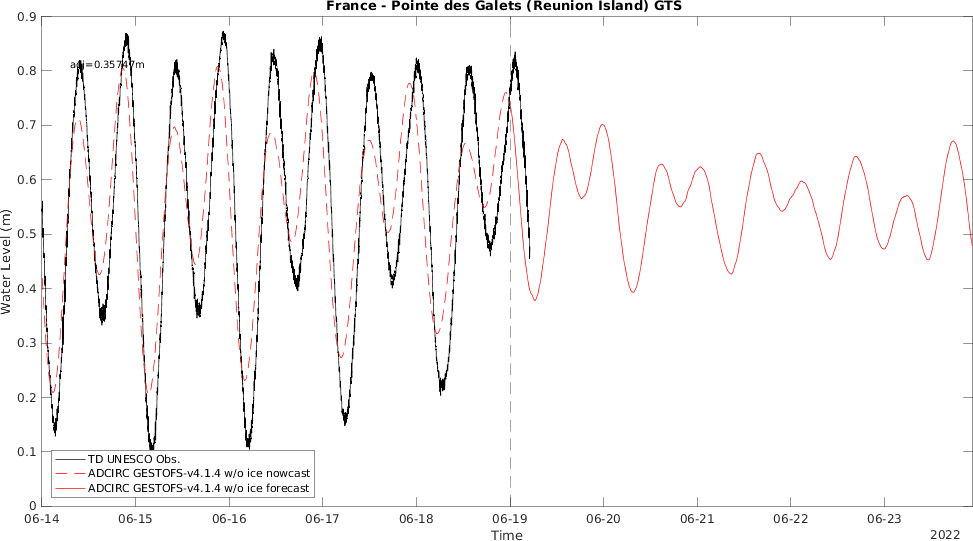 France - Pointe des Galets (Reunion Island) GTS
0.9
0.8
0.7
0.6
0.5
0.4
0.3
0.2
0.1
0
Water Level (m)
adj=0.35747m
TD UNESCO Obs.
ADCIRC GESTOFS-v4.1.4 w/o ice nowcast
ADCIRC GESTOFS-v4.1.4 w/o ice forecast
06-14 06-15 06-16 06-17 06-18 06-19 06-20 06-21 06-22 06-23
Time
2022